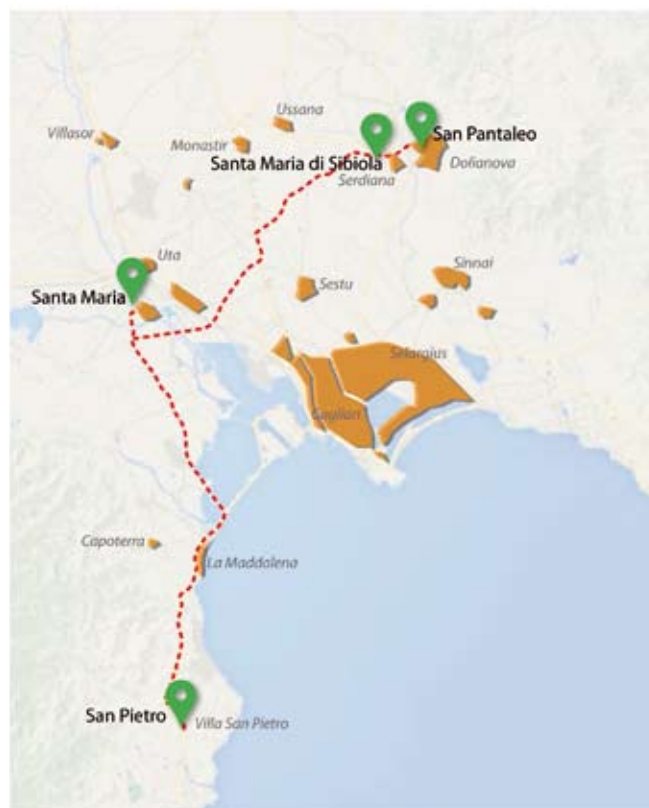 Ussana
Villasor
Monastir
San Pantaleo
Santa Maria di Sibiola
Doñanova
Serdiana
Uta
Sinnai
Sestu
Santa Maria
Selargius
Cagliari
Capoterra
La Maddalena
San Pietro
Villa San Pietro